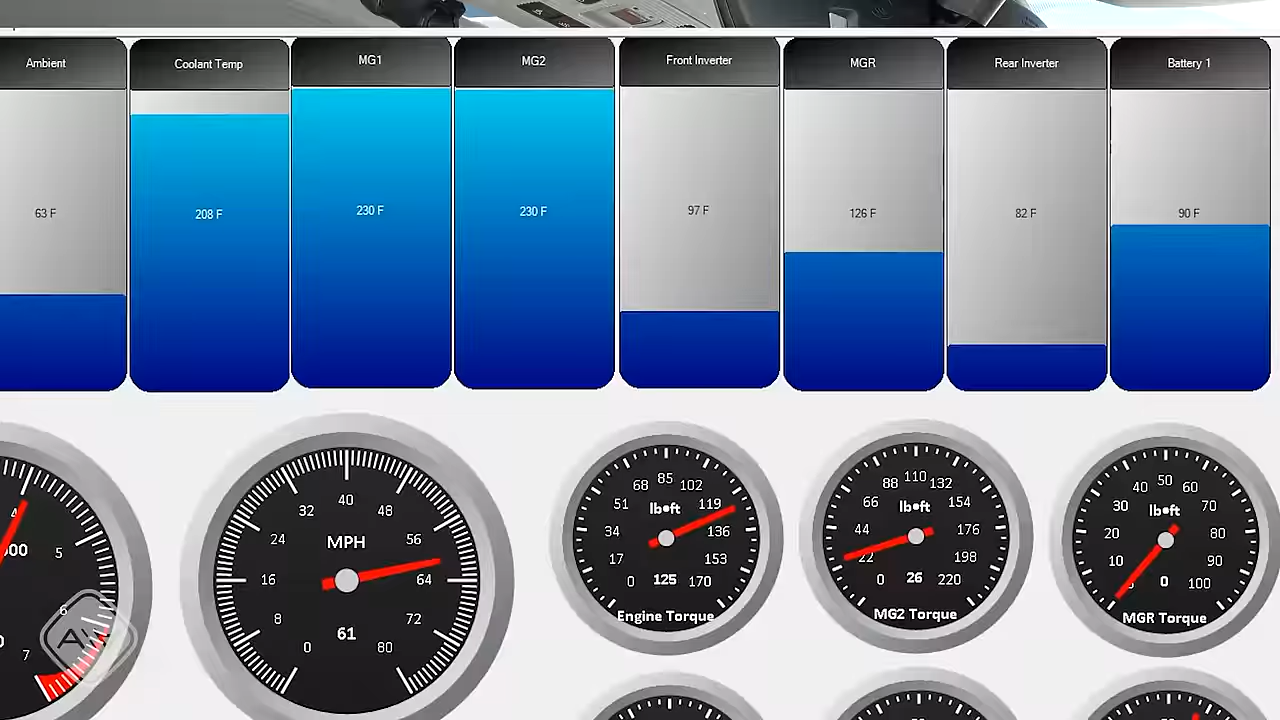 Ambient
Coolant Temp
MG1
MG2
Front Inverter
MGR
Rear Inverter
Battery 1
63 F
208 F
230 F
230 F
97 F
126 F
82 F
90 F
5
6
7
MPH
0
8
16
24
32
40
48
56
64
72
80
61
lb•ft
0
17
34
51
68
85
102
119
136
153
170
125
Engine Torque
lb•ft
0
22
44
66
88
110
132
154
176
198
220
26
MG2 Torque
lb•ft
10
20
30
40
50
60
70
80
90
100
0
MGR Torque